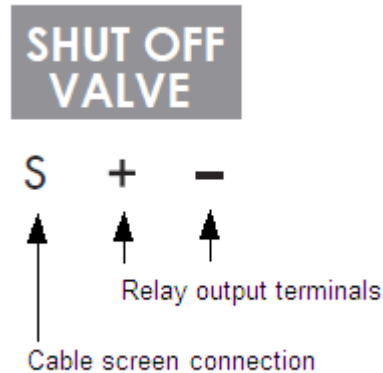 SHUT OFF
VALVE
S + −
Relay output terminals
Cable screen connection